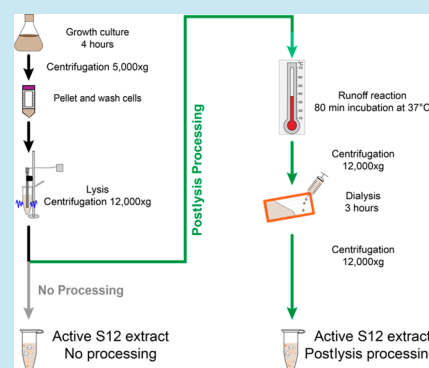 Growth culture
4 hours
Centrifugation 5,000xg
Pellet and wash cells
Lysis
Centrifugation 12,000xg
No Processing
Active S12 extract
No processing
Postlysis Processing
Runoff reaction
80 min incubation at 37°C
Centrifugation
12,000xg
Dialysis
3 hours
Centrifugation
12,000xg
Active S12 extract
Postlysis processing